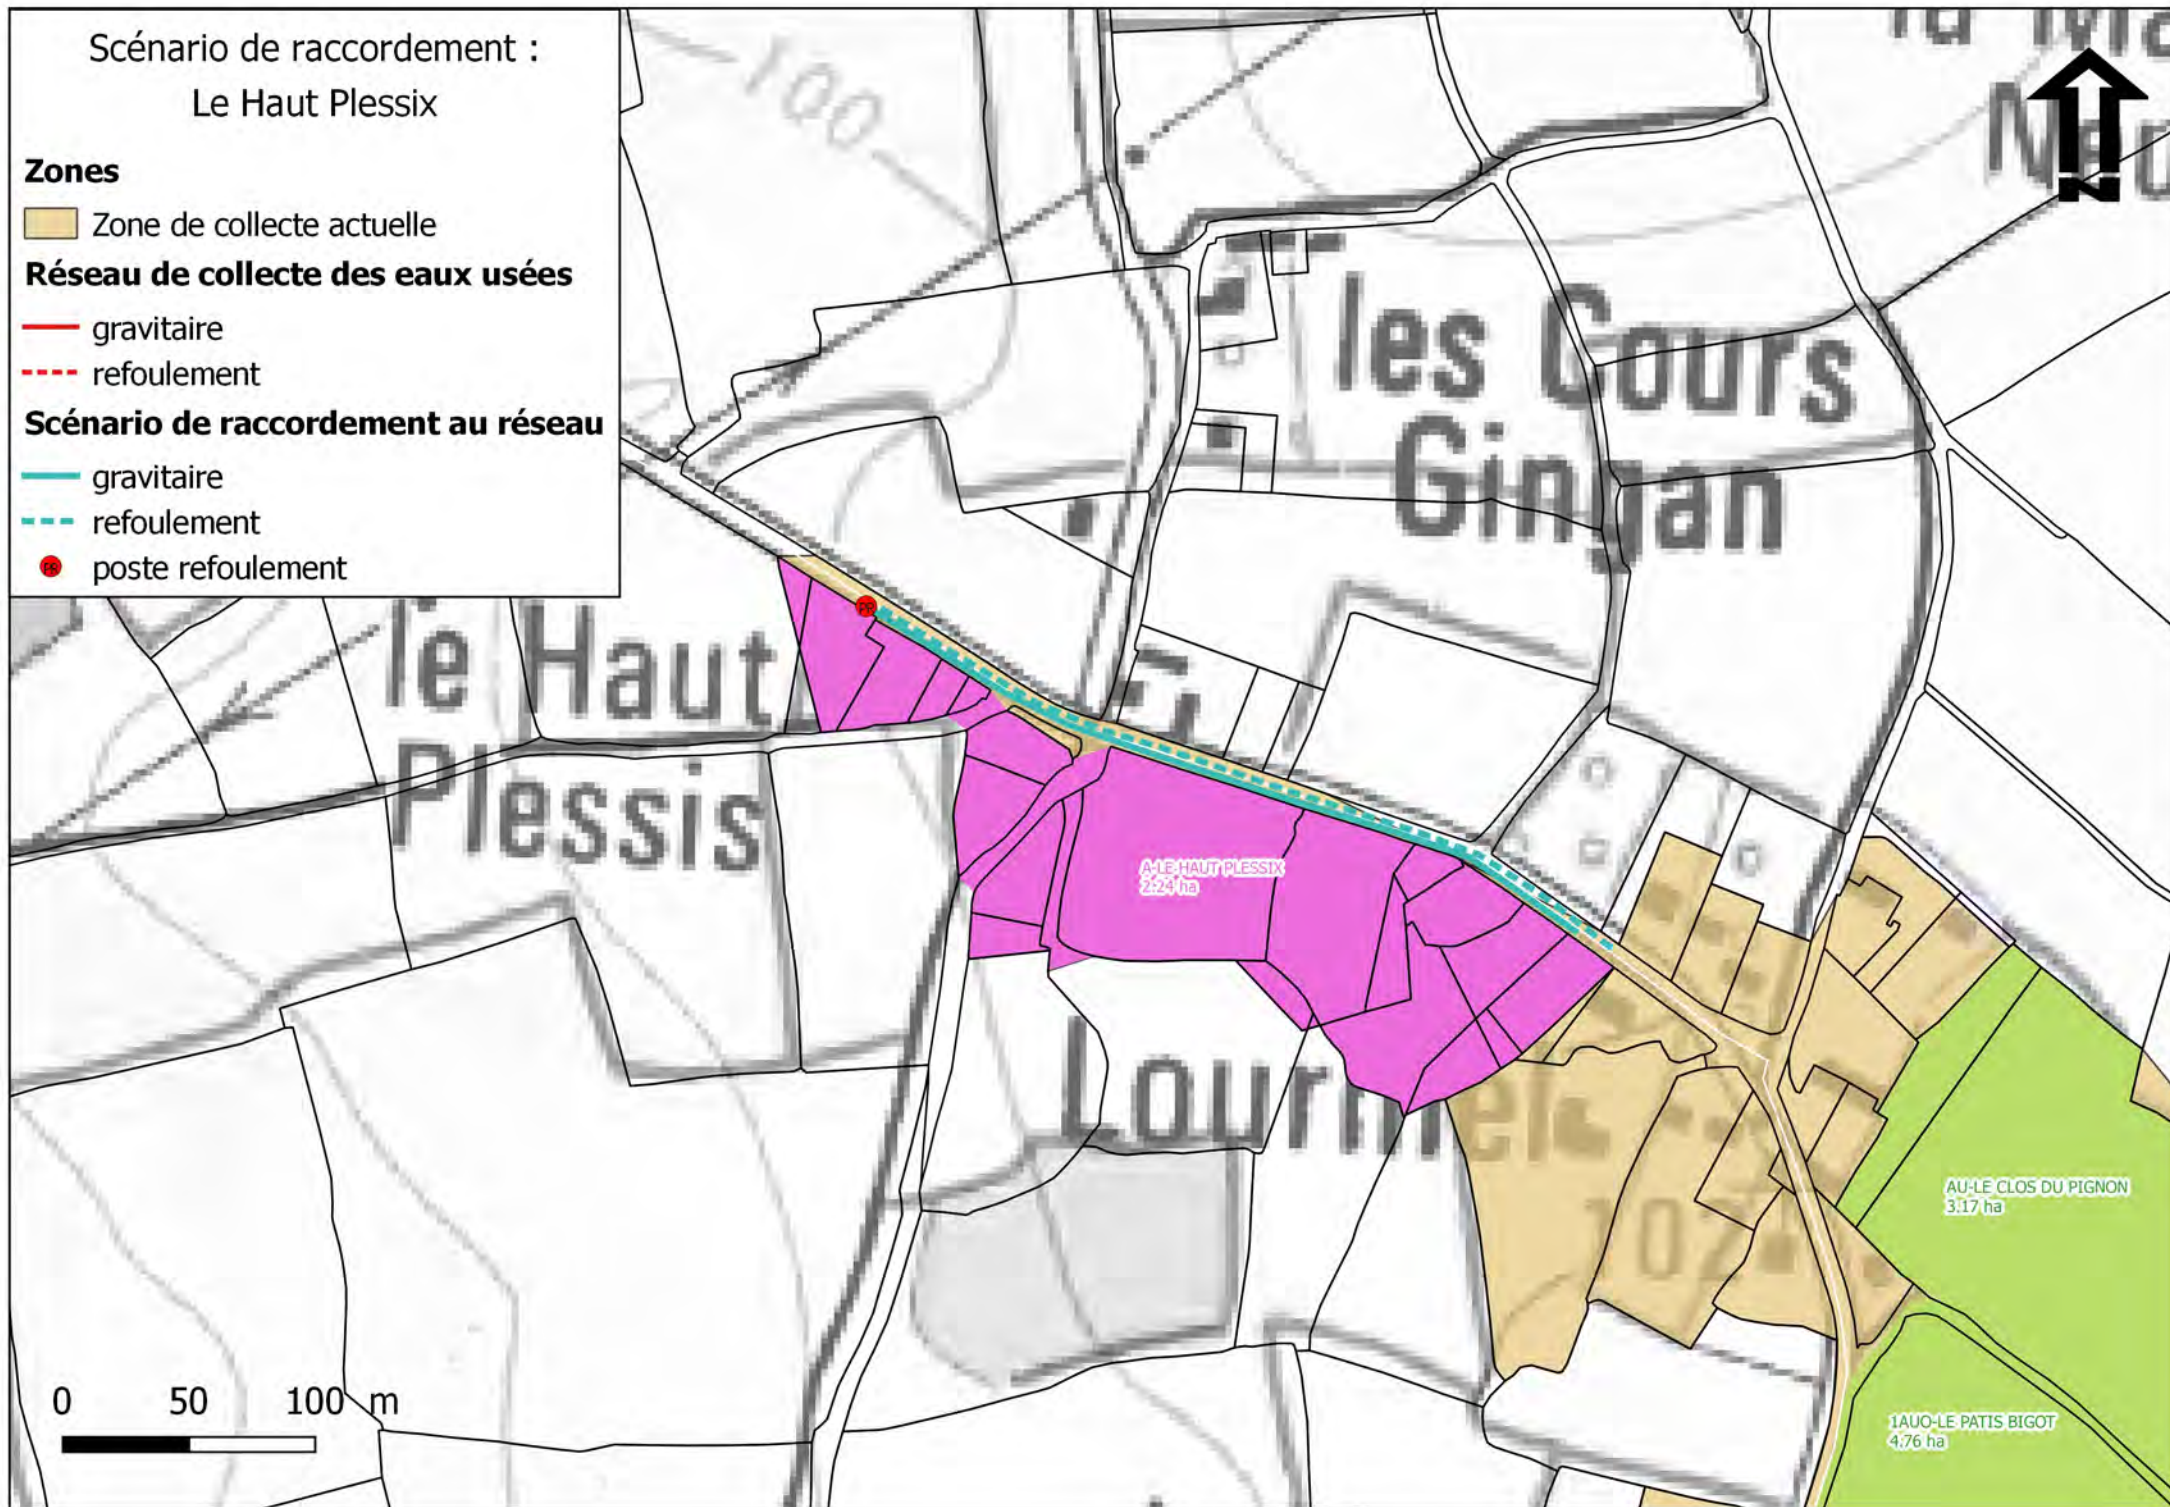 Scénario de raccordement :
Le Haut Plessix
Zones
Zone de collecte actuelle
Réseau de collecte des eaux usées
gravitaire
refoulement
Scénario de raccordement au réseau
gravitaire
refoulement
PR
poste refoulement
100
N
les Cours
Gingan
PR
le Haut
Plessis
A-LE HAUT PLESSIX
2.24 ha
Lourmel
102
AU-LE CLOS DU PIGNON
3.17 ha
1AUO-LE PATIS BIGOT
4.76 ha
0 50 100 m